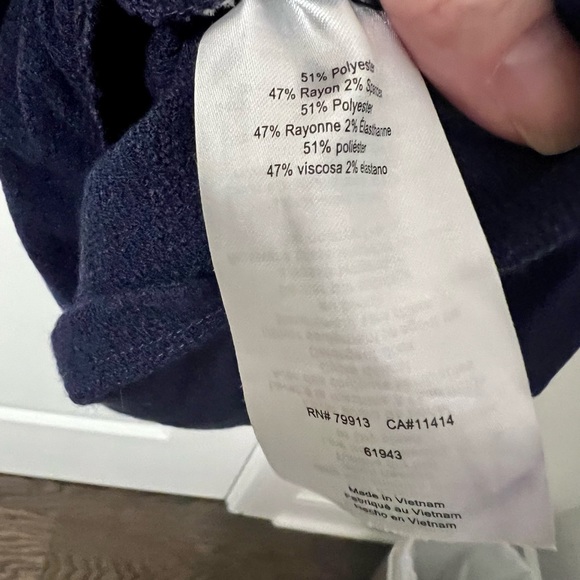 51% Polyester
47% Rayon 2% Spandex
51% Polyester
47% Rayonne 2% Élasthanne
51% poliéster
47% viscosa 2% elastano
RN# 79913 CA#11414
61943
Made in Vietnam
Fabriqué au Vietnam
Hecho en Vietnam